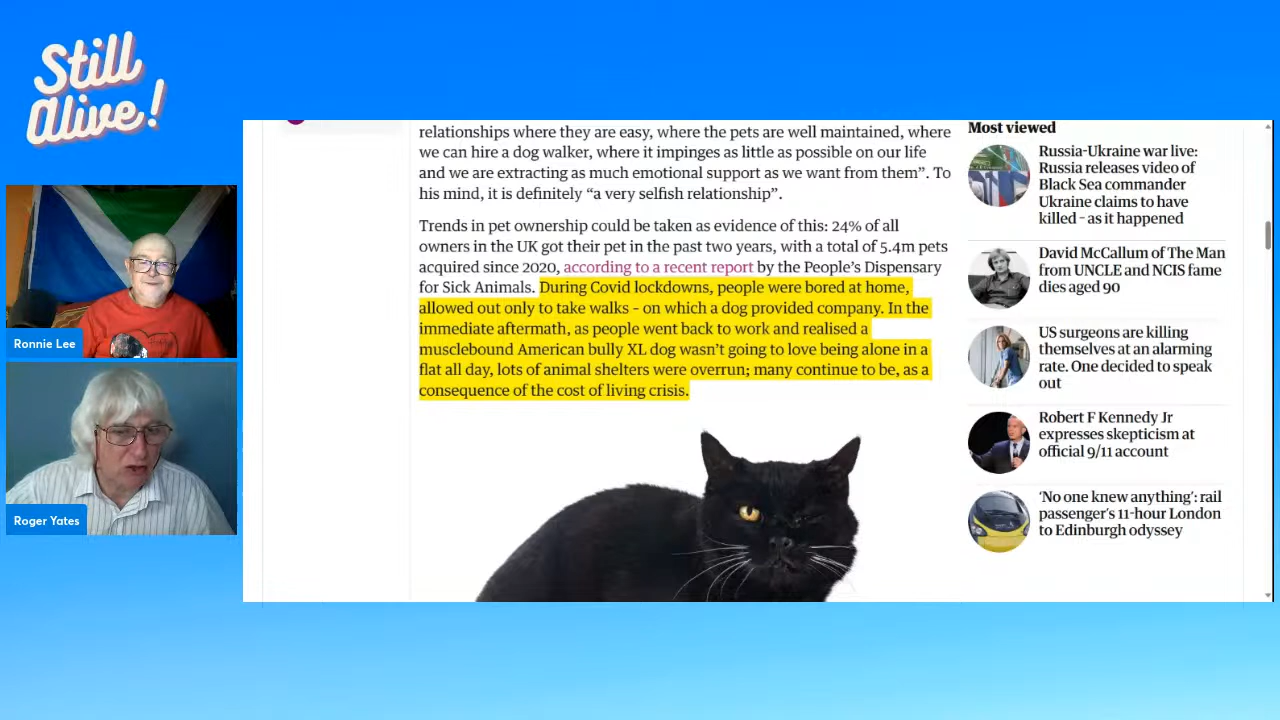 Still
Alive!
Ronnie Lee
Roger Yates
relationships where they are easy, where the pets are well maintained, where
we can hire a dog walker, where it impinges as little as possible on our life
and we are extracting as much emotional support as we want from them”. To
his mind, it is definitely “a very selfish relationship”.
Trends in pet ownership could be taken as evidence of this: 24% of all
owners in the UK got their pet in the past two years, with a total of 5.4m pets
acquired since 2020, according to a recent report by the People’s Dispensary
for Sick Animals. During Covid lockdowns, people were bored at home,
allowed out only to take walks – on which a dog provided company. In the
immediate aftermath, as people went back to work and realised a
musclebound American bully XL dog wasn’t going to love being alone in a
flat all day, lots of animal shelters were overrun; many continue to be, as a
consequence of the cost of living crisis.
Most viewed
Russia-Ukraine war live:
Russia releases video of
Black Sea commander
Ukraine claims to have
killed – as it happened
David McCallum of The Man
from UNCLE and NCIS fame
dies aged 90
US surgeons are killing
themselves at an alarming
rate. One decided to speak
out
Robert F Kennedy Jr
expresses skepticism at
official 9/11 account
‘No one knew anything’: rail
passenger’s 11-hour London
to Edinburgh odyssey